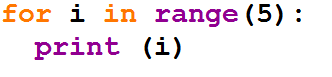 for i in range(5):
  print (i)